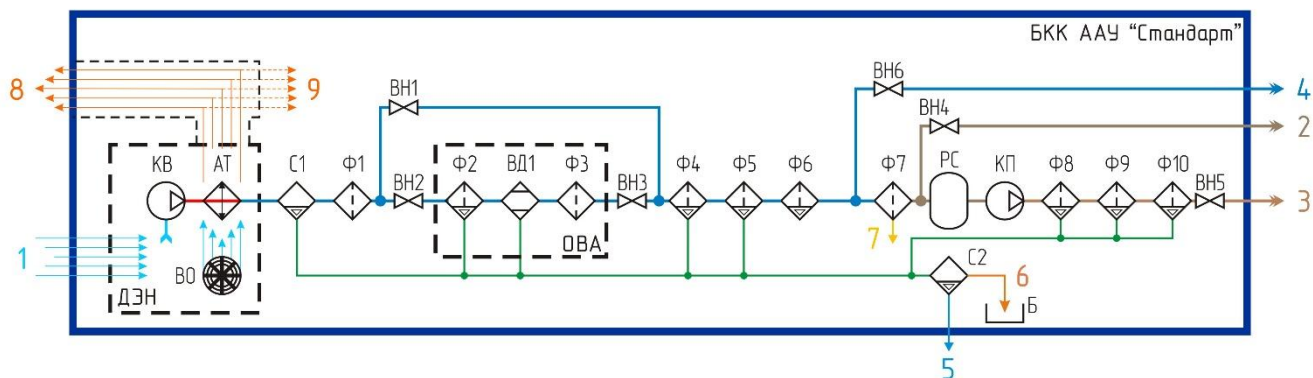 БКК ААУ "Стандарт"
8
9
ВН1
ВН6
4
ВН4
2
КВ
АТ
С1
Ф1
ВН2
Ф2
ВД1
Ф3
ВН3
Ф4
Ф5
Ф6
Ф7
РС
КП
Ф8
Ф9
Ф10
ВН5
3
1
ВО
ДЭН
ОВА
7
С2
6
Б
5